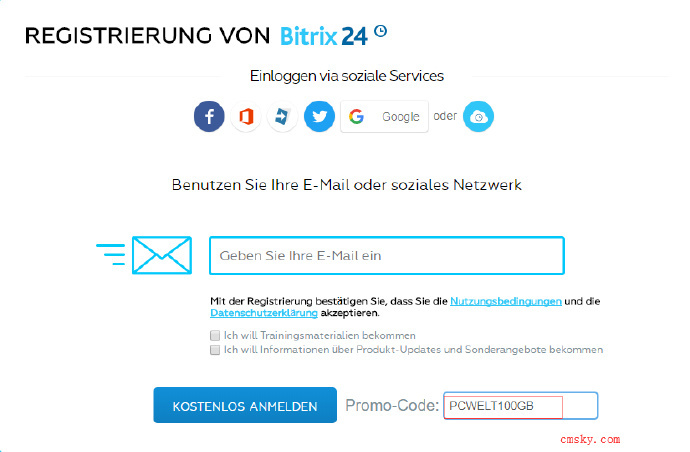 REGISTRIERUNG VON Bitrix 24
Einloggen via soziale Services
Google oder
Benutzen Sie Ihre E-Mail oder soziales Netzwerk
Geben Sie Ihre E-Mail ein
Mit der Registrierung bestätigen Sie, dass Sie die Nutzungsbedingungen und die
Datenschutzerklärung akzeptieren.
Ich will Trainingsmaterialien bekommen
Ich will Informationen über Produkt-Updates und Sonderangebote bekommen
KOSTENLOS ANMELDEN Promo-Code: PCWELT100GB
cmsky.com